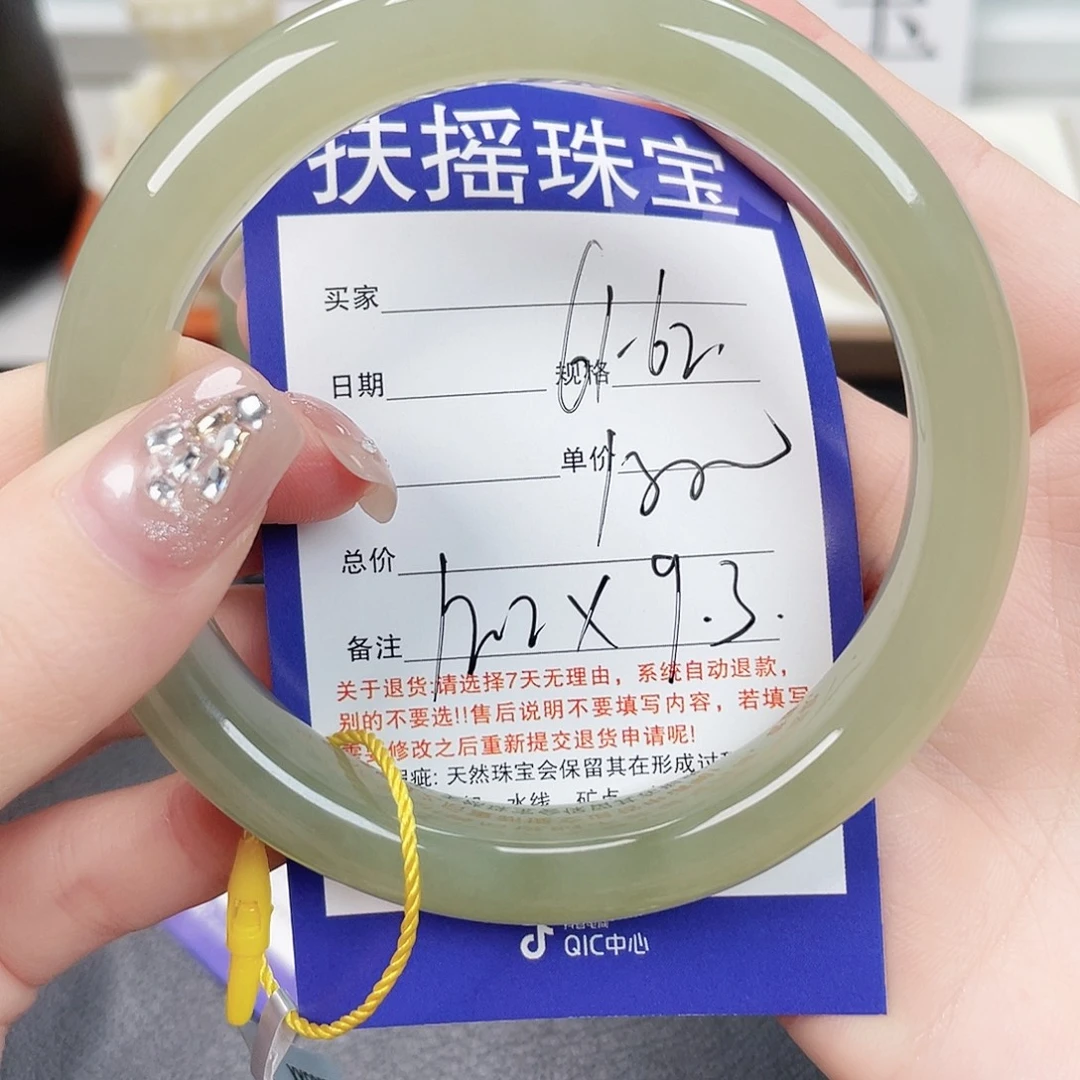 玉
扶摇珠宝
买家
61-62.
日期 规格
单价
总价
备注
关于退货:请选择7天无理由，系统自动退款，
别的不要选!!售后说明不要填写内容，若填写
修改之后重新提交退货申请呢!
疵: 天然珠宝会保留其在形成过
水线、矿点
QIC中心